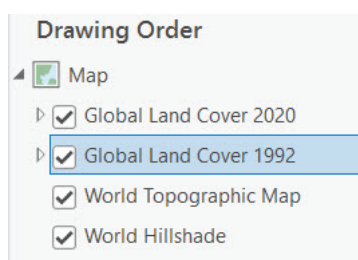 Drawing Order
Map
Global Land Cover 2020
Global Land Cover 1992
World Topographic Map
World Hillshade